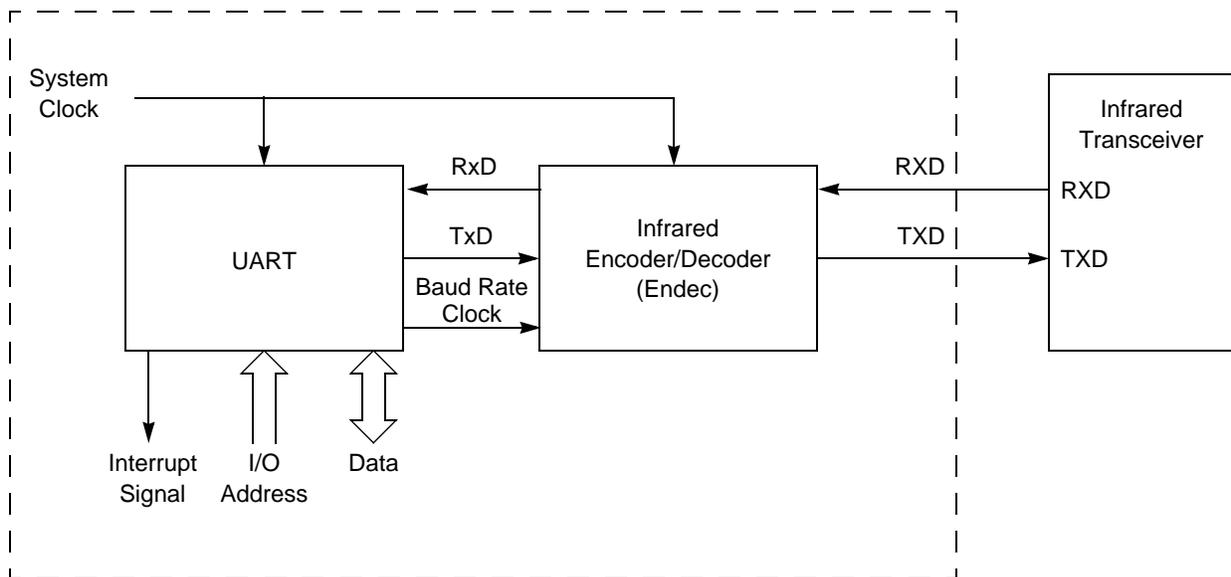 System
Clock
Infrared
Transceiver
RxD
RXD
RXD
TxD
TXD
TXD
UART
Infrared
Encoder/Decoder
(Endec)
Baud Rate
Clock
Interrupt
Signal
I/O
Address
Data